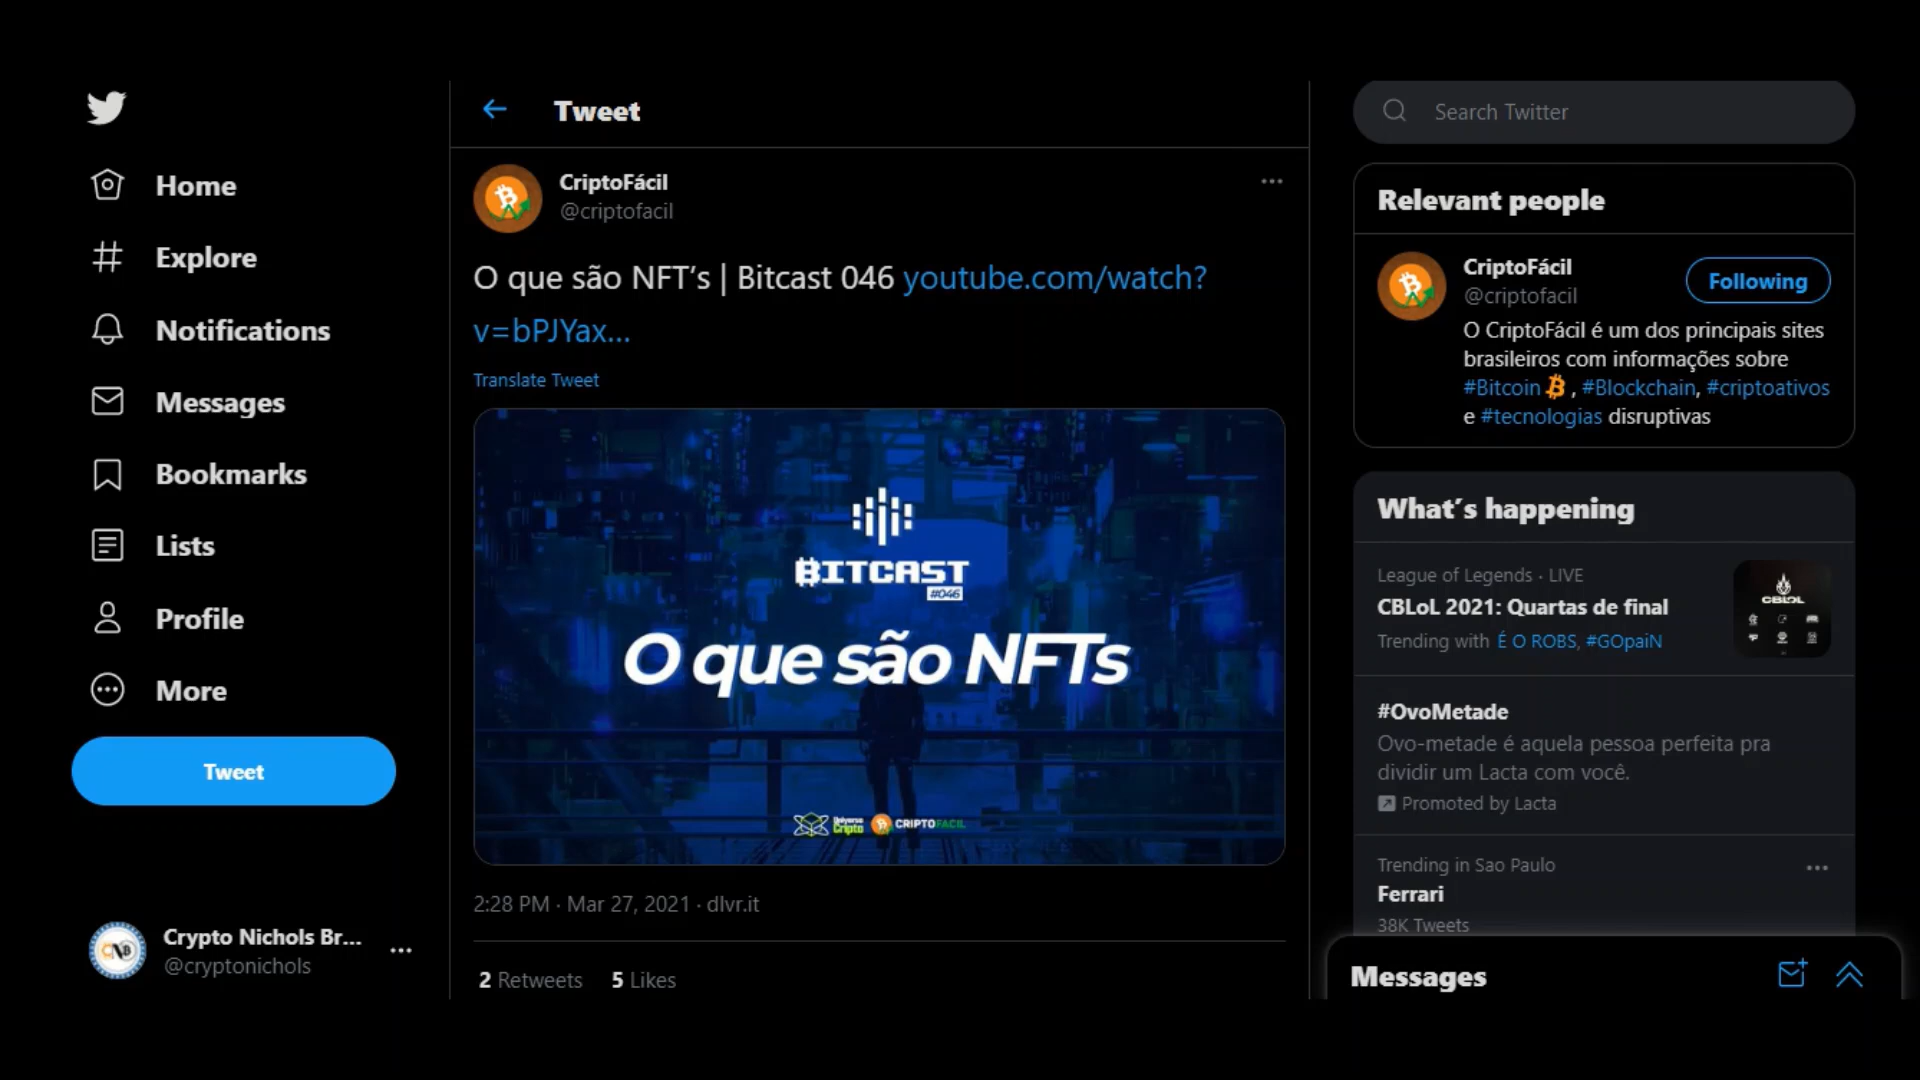 Home
Explore
Notifications
Messages
Bookmarks
Lists
Profile
More
Tweet
Crypto Nichols Br...
@cryptonichols
Tweet
CriptoFácil
@criptofacil
O que são NFT’s | Bitcast 046 youtube.com/watch?
v=bPJYax...
Translate Tweet
BITCAST
#046
O que são NFTs
Universo
Cripto
CRIPTOFACIL
2:28 PM · Mar 27, 2021 · dlvr.it
2 Retweets 5 Likes
Search Twitter
Relevant people
CriptoFácil
@criptofacil
Following
O CriptoFácil é um dos principais sites
brasileiros com informações sobre
#Bitcoin , #Blockchain, #criptoativos
e #tecnologias disruptivas
What’s happening
League of Legends · LIVE
CBLoL 2021: Quartas de final
Trending with É O ROBS, #GOpaiN
CBLOL
#OvoMetade
Ovo-metade é aquela pessoa perfeita pra
dividir um Lacta com você.
Promoted by Lacta
Trending in Sao Paulo
Ferrari
38K Tweets
Messages